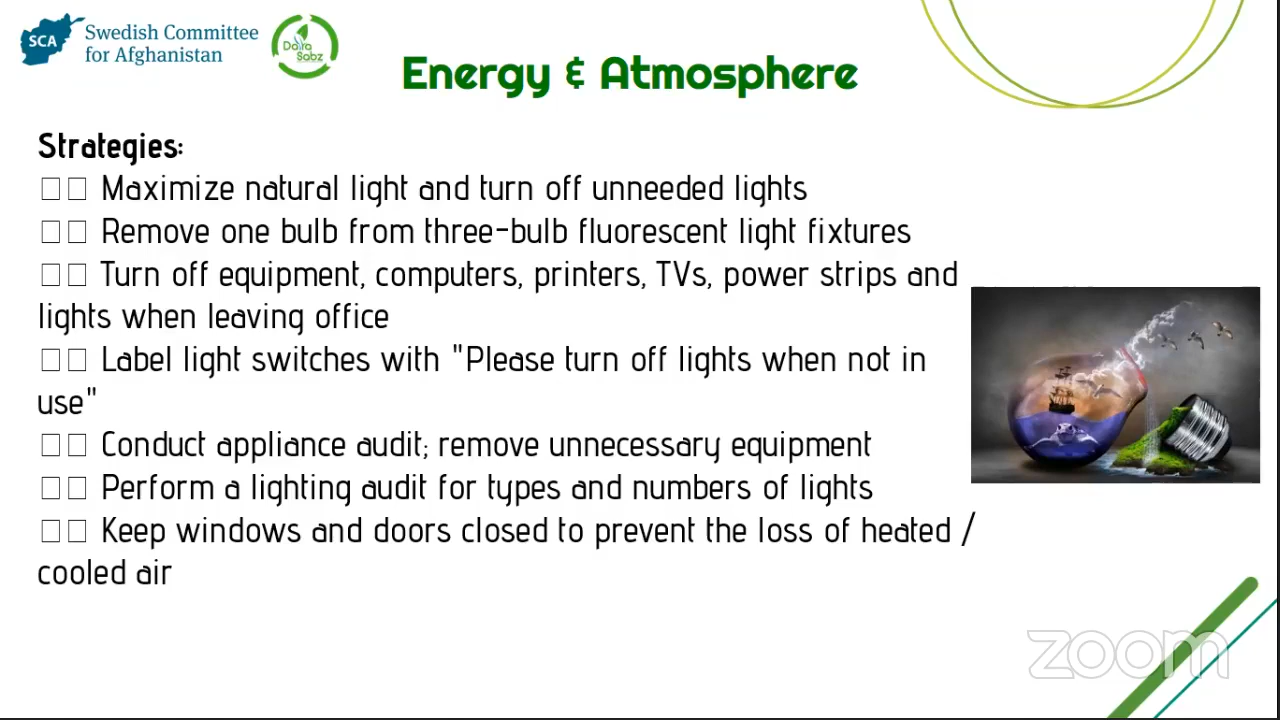 SCA
Swedish Committee
for Afghanistan
Daira
Sabz
Energy & Atmosphere
Strategies:
□□ Maximize natural light and turn off unneeded lights
□□ Remove one bulb from three-bulb fluorescent light fixtures
□□ Turn off equipment, computers, printers, TVs, power strips and
lights when leaving office
□□ Label light switches with "Please turn off lights when not in
use"
□□ Conduct appliance audit; remove unnecessary equipment
□□ Perform a lighting audit for types and numbers of lights
□□ Keep windows and doors closed to prevent the loss of heated /
cooled air
zoom